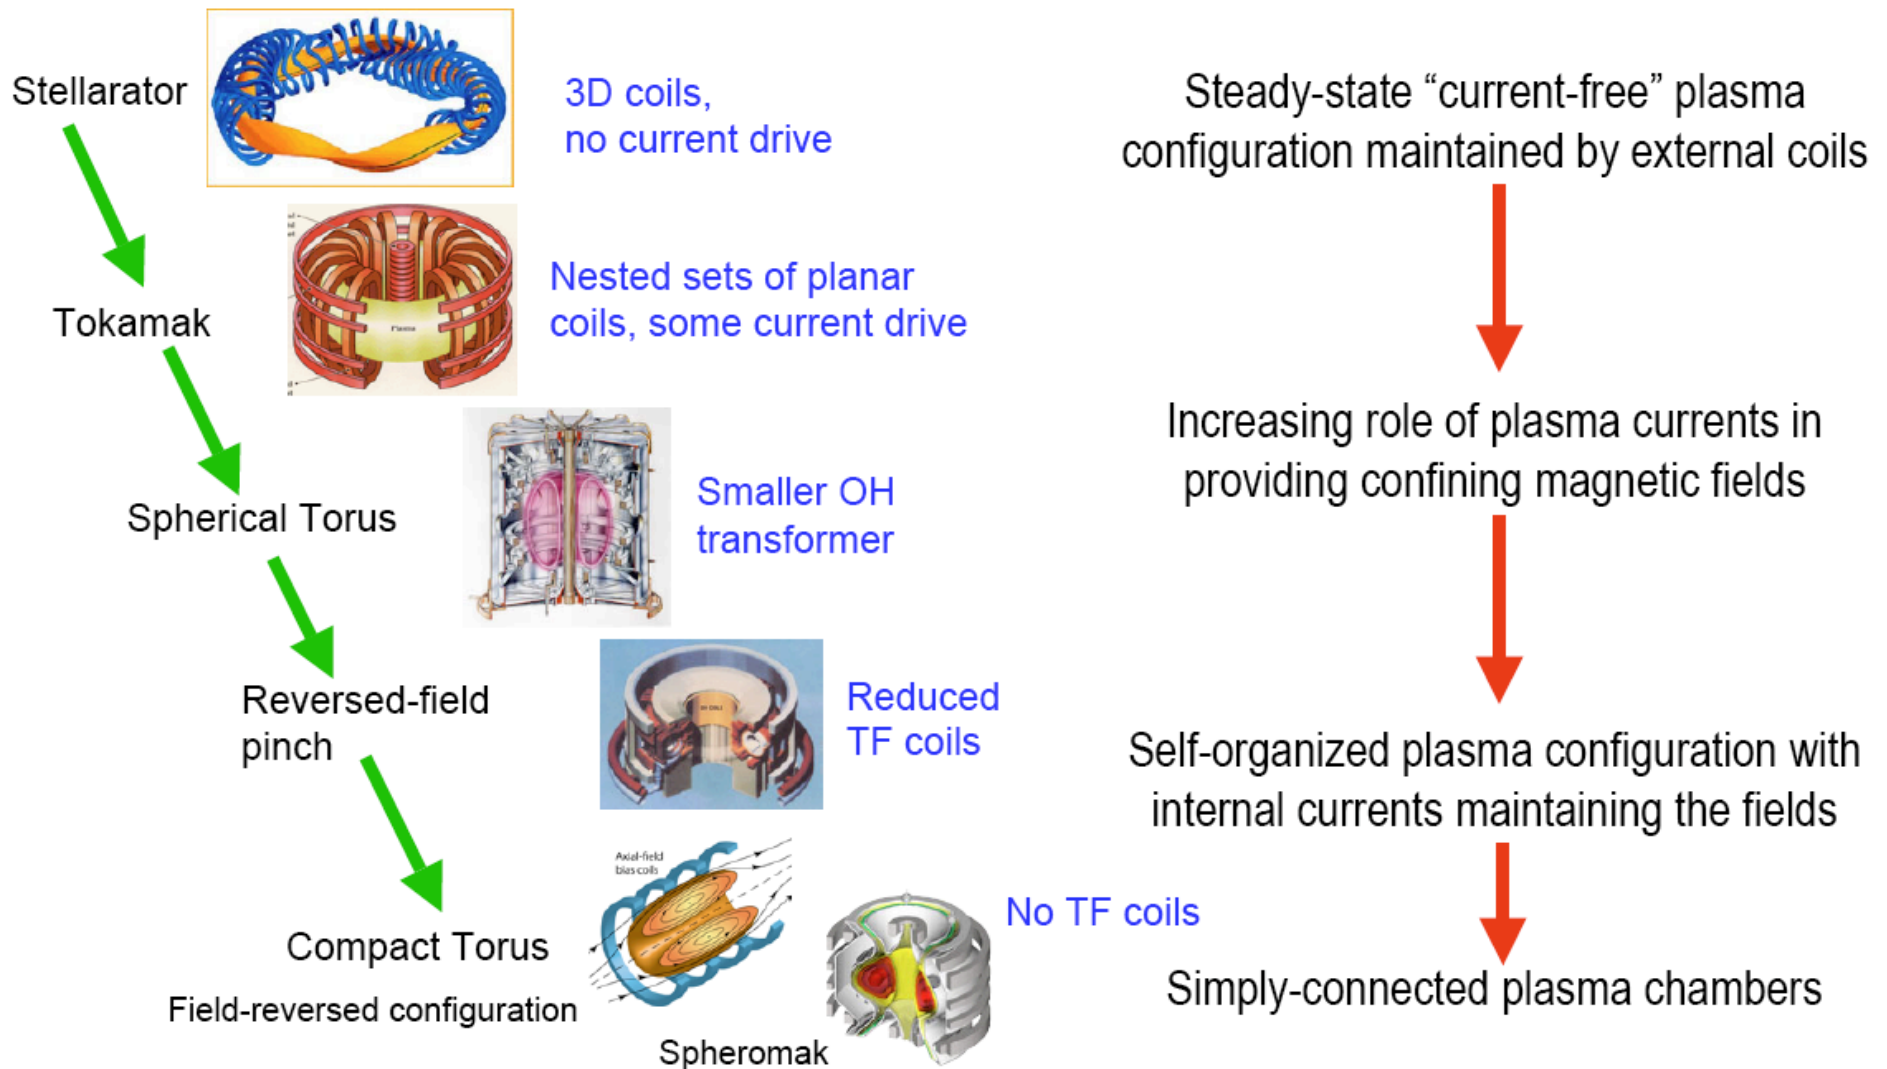 Stellarator
3D coils,
no current drive
Steady-state “current-free” plasma
configuration maintained by external coils
Tokamak
Plasma
Nested sets of planar
coils, some current drive
Increasing role of plasma currents in
providing confining magnetic fields
Spherical Torus
Smaller OH
transformer
Reversed-field
pinch
Reduced
TF coils
Self-organized plasma configuration with
internal currents maintaining the fields
Compact Torus
Field-reversed configuration
Axial-field
bias coils
Spheromak
No TF coils
Simply-connected plasma chambers